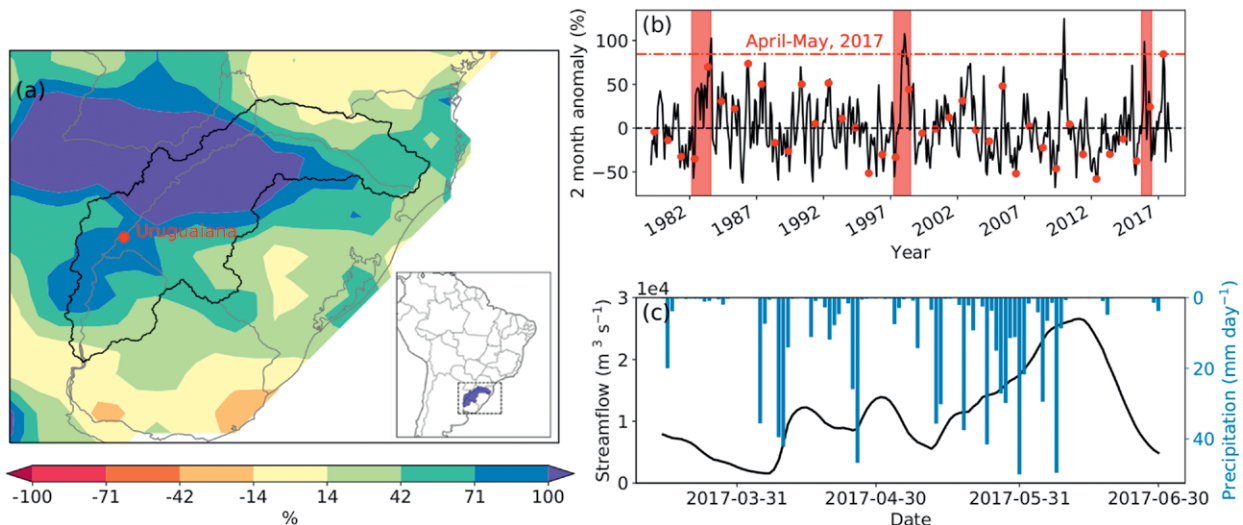 (a)
Uruguaiana
-100 -71 -42 -14 14 42 71 100
%
(b)
April-May, 2017
2 month anomaly (%)
100
50
0
−50
1982 1987 1992 1997 2002 2007 2012 2017
Year
1e4
(c)
Streamflow (m³ s⁻¹)
3
2
1
0
Precipitation (mm day⁻¹)
0
20
40
2017-03-31 2017-04-30 2017-05-31 2017-06-30
Date